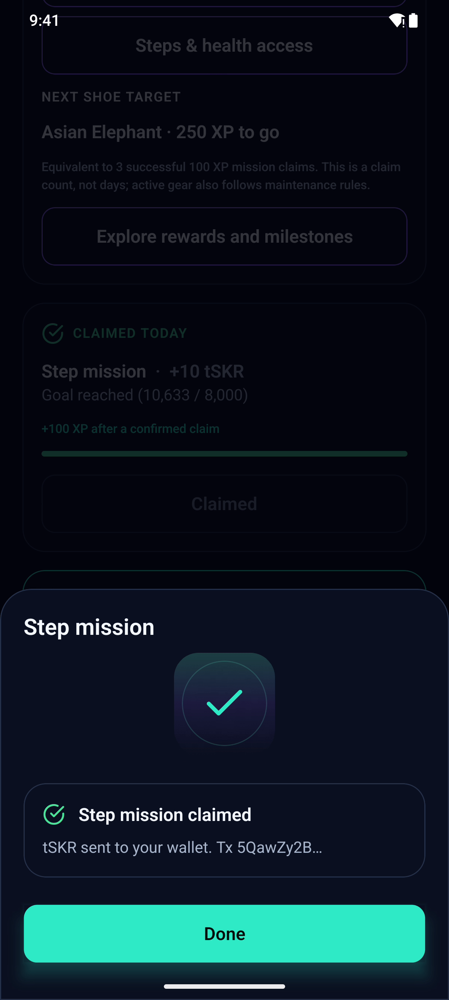 9:41
Steps & health access
NEXT SHOE TARGET
Asian Elephant · 250 XP to go
Equivalent to 3 successful 100 XP mission claims. This is a claim
count, not days; active gear also follows maintenance rules.
Explore rewards and milestones
CLAIMED TODAY
Step mission · +10 tSKR
Goal reached (10,633 / 8,000)
+100 XP after a confirmed claim
Claimed
Step mission
Step mission claimed
tSKR sent to your wallet. Tx 5QawZy2B…
Done